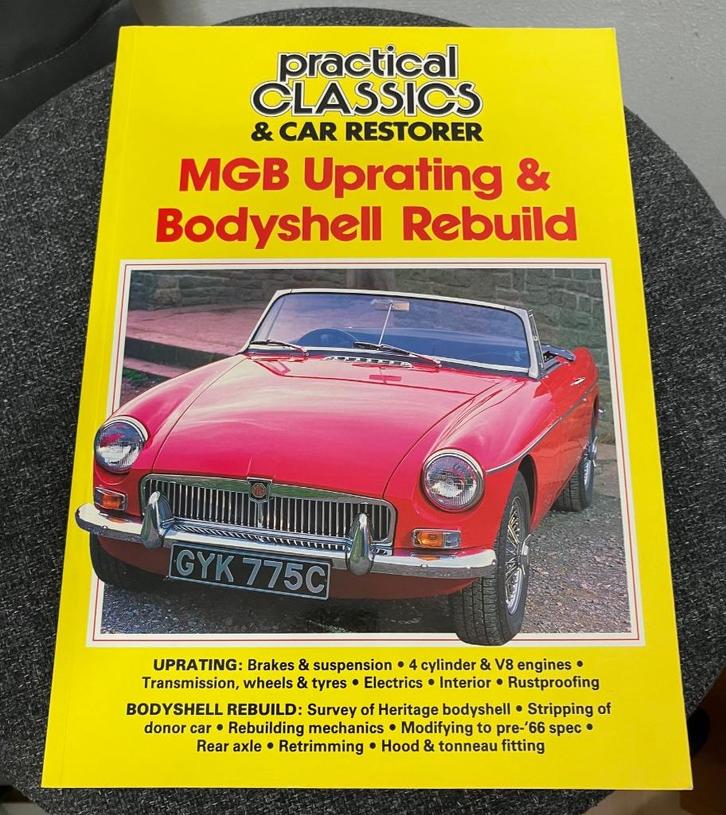 practical
CLASSICS
& CAR RESTORER
MGB Uprating &
Bodyshell Rebuild
MG
GYK 775C
UPRATING: Brakes & suspension • 4 cylinder & V8 engines •
Transmission, wheels & tyres • Electrics • Interior • Rustproofing
BODYSHELL REBUILD: Survey of Heritage bodyshell • Stripping of
donor car • Rebuilding mechanics • Modifying to pre-'66 spec •
Rear axle • Retrimming • Hood & tonneau fitting